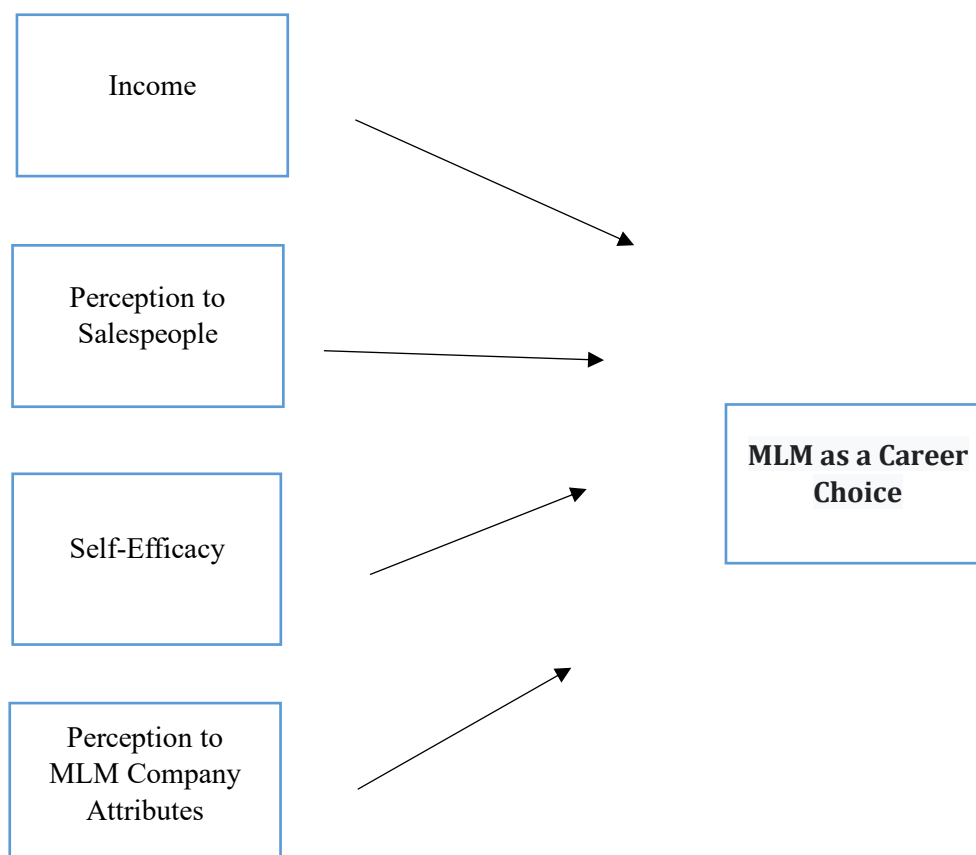 Income
Perception to
Salespeople
Self-Efficacy
Perception to
MLM Company
Attributes
MLM as a Career
Choice